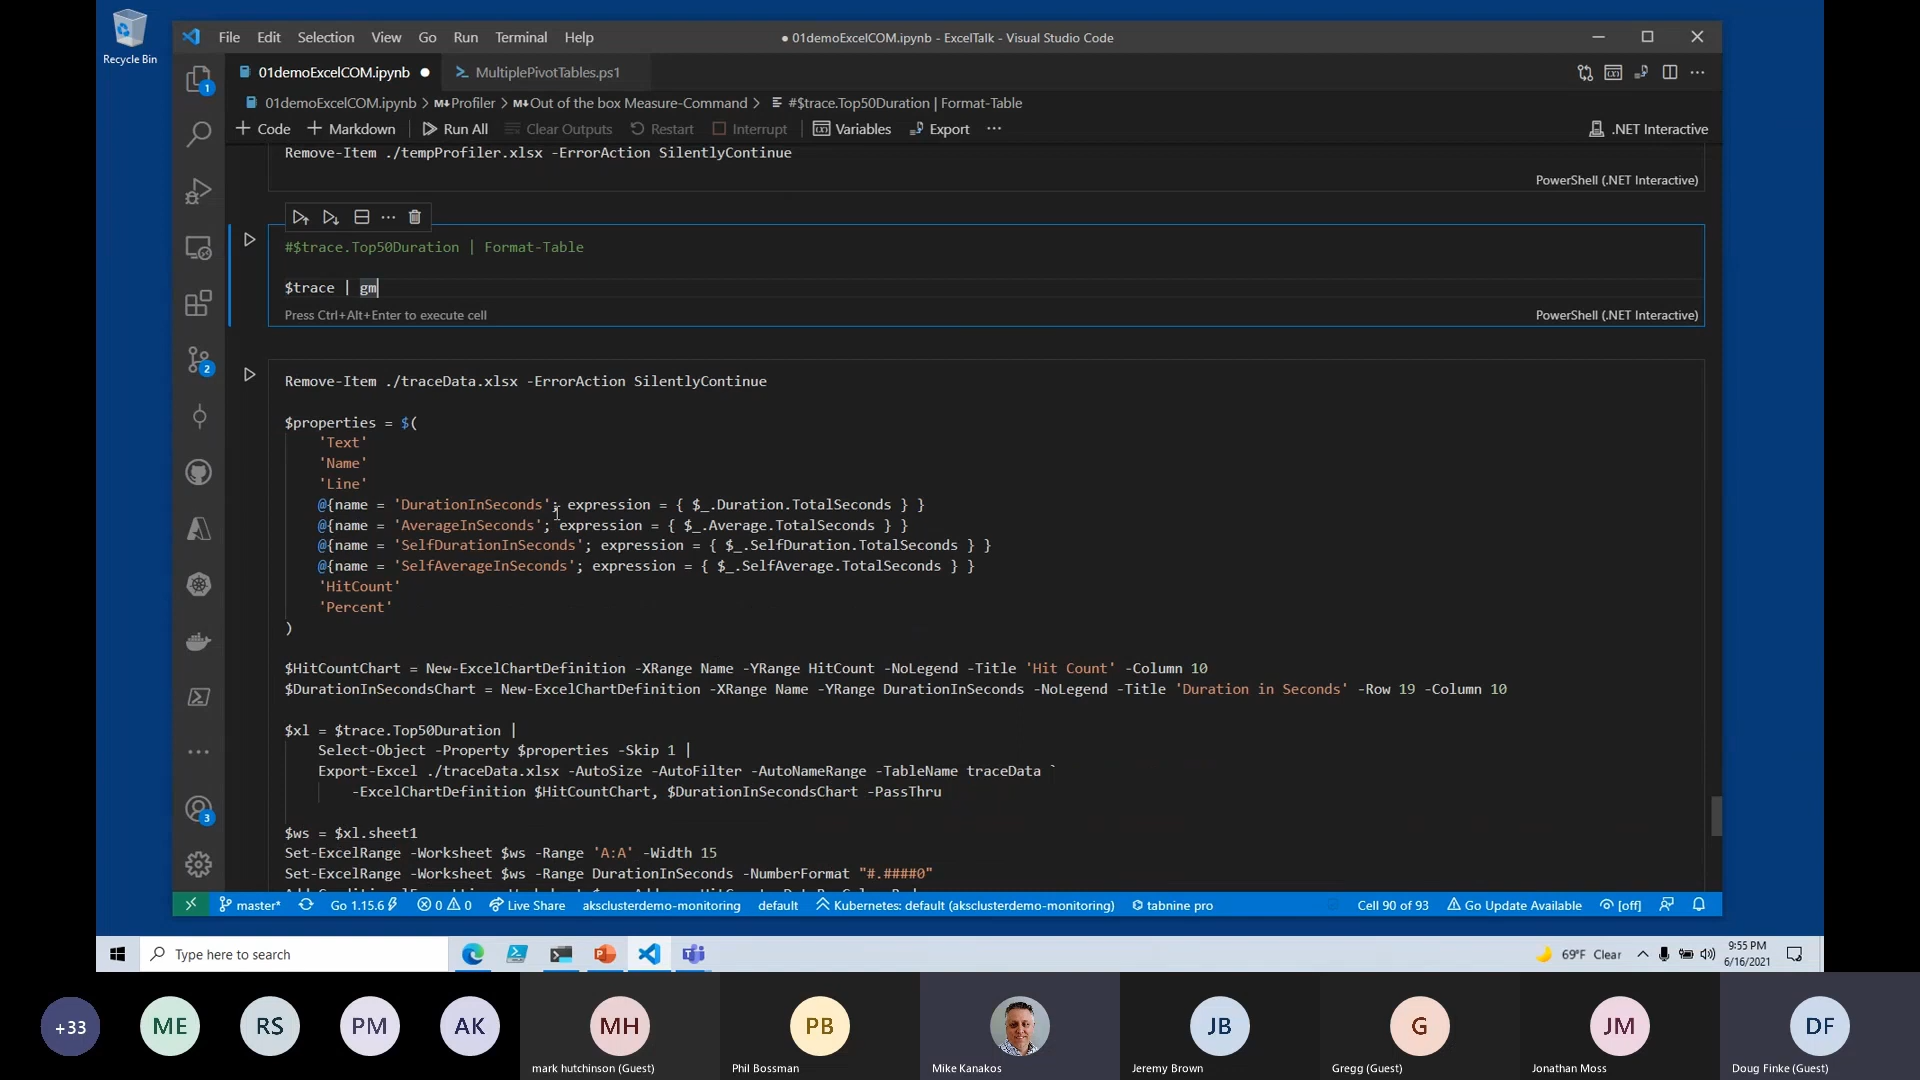 Recycle Bin
File Edit Selection View Go Run Terminal Help
● 01demoExcelCOM.ipynb - ExcelTalk - Visual Studio Code
01demoExcelCOM.ipynb ●
MultiplePivotTables.ps1
01demoExcelCOM.ipynb > M↓Profiler > M↓Out of the box Measure-Command > #$trace.Top50Duration | Format-Table
+ Code + Markdown Run All Clear Outputs Restart Interrupt Variables Export ···
.NET Interactive
Remove-Item ./tempProfiler.xlsx -ErrorAction SilentlyContinue
PowerShell (.NET Interactive)
#$trace.Top50Duration | Format-Table
$trace | gm
Press Ctrl+Alt+Enter to execute cell
PowerShell (.NET Interactive)
Remove-Item ./traceData.xlsx -ErrorAction SilentlyContinue
$properties = $(
'Text'
'Name'
'Line'
@{name = 'DurationInSeconds'; expression = { $_.Duration.TotalSeconds } }
@{name = 'AverageInSeconds'; expression = { $_.Average.TotalSeconds } }
@{name = 'SelfDurationInSeconds'; expression = { $_.SelfDuration.TotalSeconds } }
@{name = 'SelfAverageInSeconds'; expression = { $_.SelfAverage.TotalSeconds } }
'HitCount'
'Percent'
)
$HitCountChart = New-ExcelChartDefinition -XRange Name -YRange HitCount -NoLegend -Title 'Hit Count' -Column 10
$DurationInSecondsChart = New-ExcelChartDefinition -XRange Name -YRange DurationInSeconds -NoLegend -Title 'Duration in Seconds' -Row 19 -Column 10
$xl = $trace.Top50Duration |
Select-Object -Property $properties -Skip 1 |
Export-Excel ./traceData.xlsx -AutoSize -AutoFilter -AutoNameRange -TableName traceData `
-ExcelChartDefinition $HitCountChart, $DurationInSecondsChart -PassThru
$ws = $xl.sheet1
Set-ExcelRange -Worksheet $ws -Range 'A:A' -Width 15
Set-ExcelRange -Worksheet $ws -Range DurationInSeconds -NumberFormat "#.####0"
1
2
3
master* Go 1.15.6 0 0 Live Share aksclusterdemo-monitoring default Kubernetes: default (aksclusterdemo-monitoring) tabnine pro
Cell 90 of 93 Go Update Available [off]
Type here to search
69°F Clear
9:55 PM
6/16/2021
+33 ME RS PM AK MH PB JB G JM DF
mark hutchinson (Guest) Phil Bossman Mike Kanakos Jeremy Brown Gregg (Guest) Jonathan Moss Doug Finke (Guest)